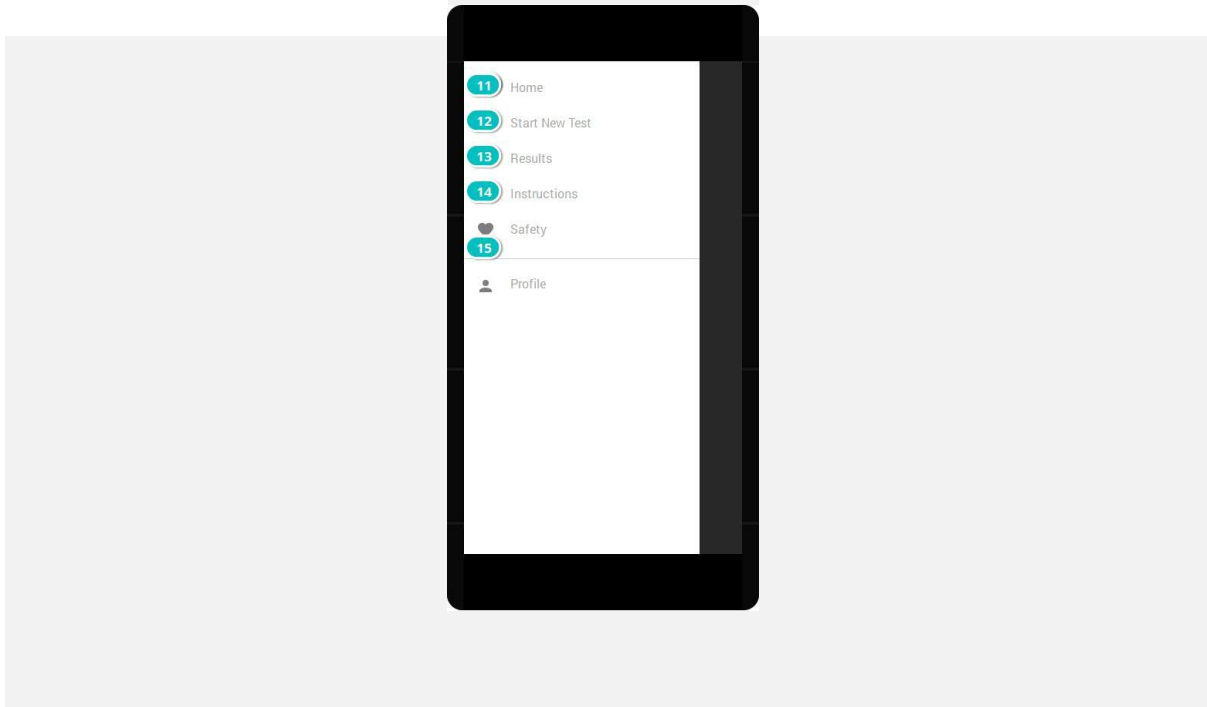 11 Home
12 Start New Test
13 Results
14 Instructions
Safety
15
Profile